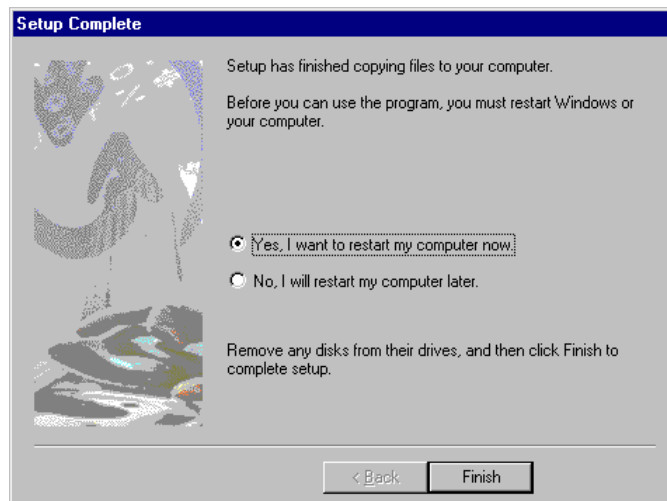 Setup Complete
Setup has finished copying files to your computer.
Before you can use the program, you must restart Windows or
your computer.
Yes, I want to restart my computer now.
No, I will restart my computer later.
Remove any disks from their drives, and then click Finish to
complete setup.
< Back
Finish